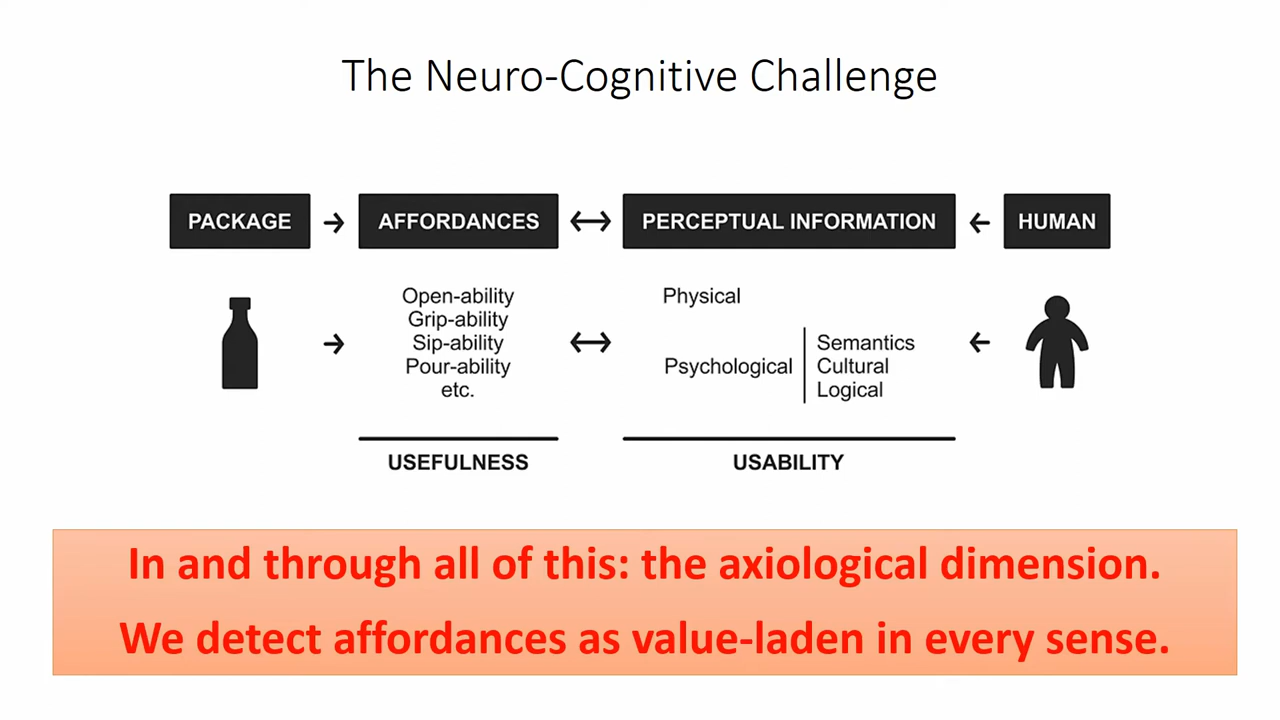 The Neuro-Cognitive Challenge
PACKAGE
AFFORDANCES
PERCEPTUAL INFORMATION
HUMAN
Open-ability
Grip-ability
Sip-ability
Pour-ability
etc.
Physical
Psychological
Semantics
Cultural
Logical
USEFULNESS
USABILITY
In and through all of this: the axiological dimension.
We detect affordances as value-laden in every sense.